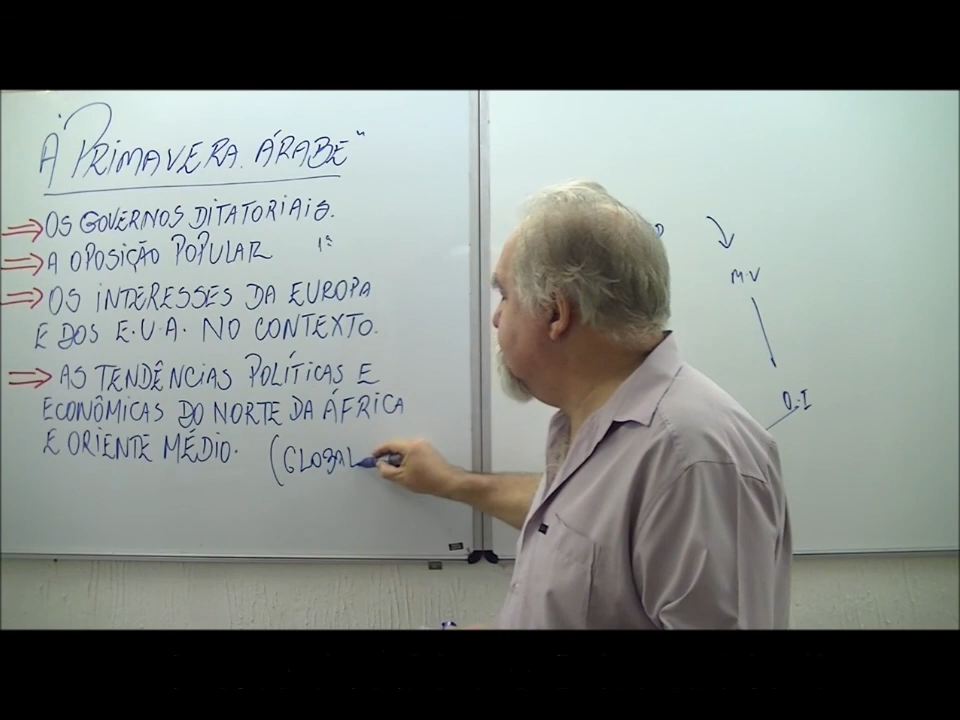 A "PRIMAVERA ÁRABE"
OS GOVERNOS DITATORIAIS.
A OPOSIÇÃO POPULAR 1º
OS INTERESSES DA EUROPA
E DOS E.U.A. NO CONTEXTO.
AS TENDÊNCIAS POLÍTICAS E
ECONÔMICAS DO NORTE DA ÁFRICA
E ORIENTE MÉDIO. (GLOBAL
M.V